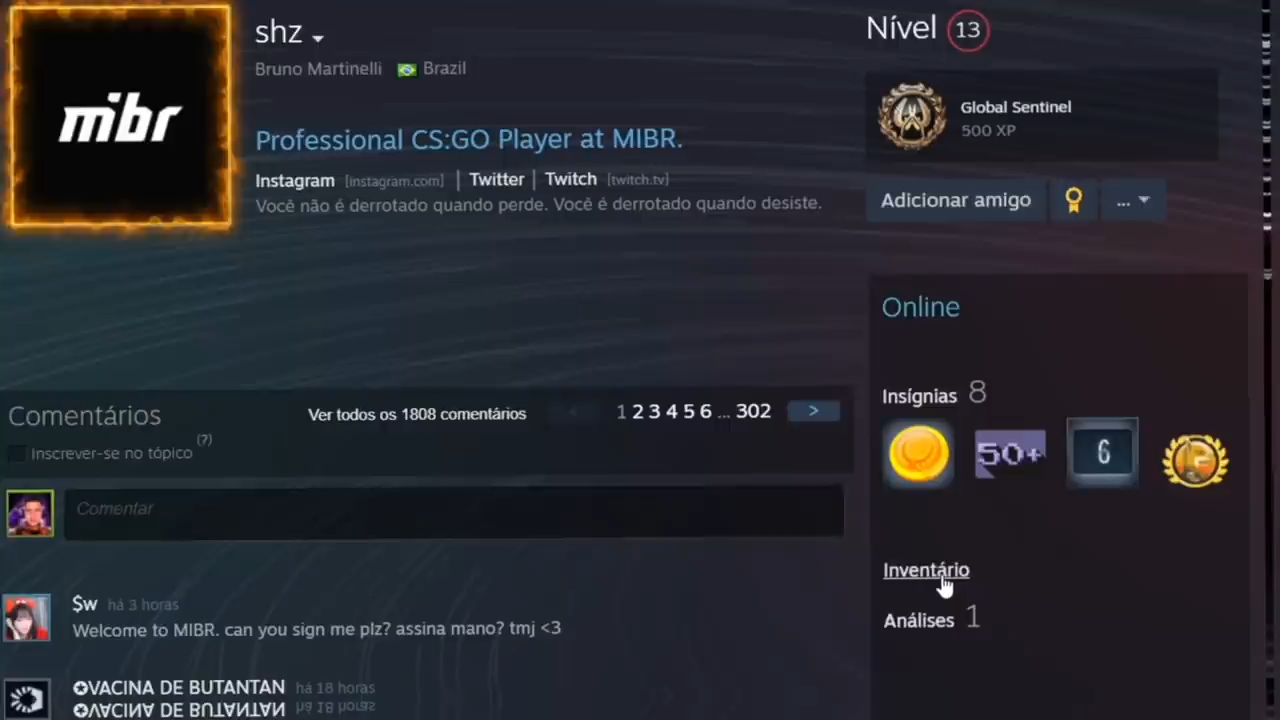 mibr
shz
Bruno Martinelli Brazil
Professional CS:GO Player at MIBR.
Instagram [instagram.com] | Twitter | Twitch [twitch.tv]
Você não é derrotado quando perde. Você é derrotado quando desiste.
Nível 13
Global Sentinel
500 XP
Adicionar amigo ...
Online
Insígnias 8
50+ 6
Inventário
Análises 1
Comentários
Ver todos os 1808 comentários < 1 2 3 4 5 6 ... 302 >
Inscrever-se no tópico (?)
Comentar
$w há 3 horas
Welcome to MIBR. can you sign me plz? assina mano? tmj <3
✪VACINA DE BUTANTAN há 18 horas